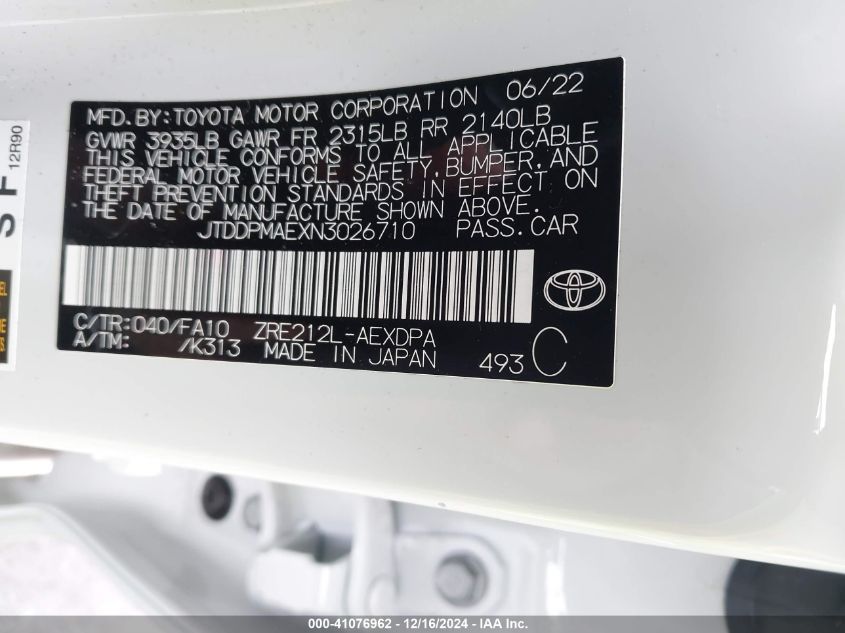 MFD. BY: TOYOTA MOTOR CORPORATION 06/22
GVWR 3935LB GAWR FR 2315LB RR 2140LB
THIS VEHICLE CONFORMS TO ALL APPLICABLE
FEDERAL MOTOR VEHICLE SAFETY, BUMPER, AND
THEFT PREVENTION STANDARDS IN EFFECT ON
THE DATE OF MANUFACTURE SHOWN ABOVE.
JTDDPMAEXN3026710 PASS.CAR
C/TR: 040/FA10 ZRE212L-AEXDPA
A/TM: /K313 MADE IN JAPAN 493 C
S F 12R90
000-41076962 - 12/16/2024 - IAA Inc.